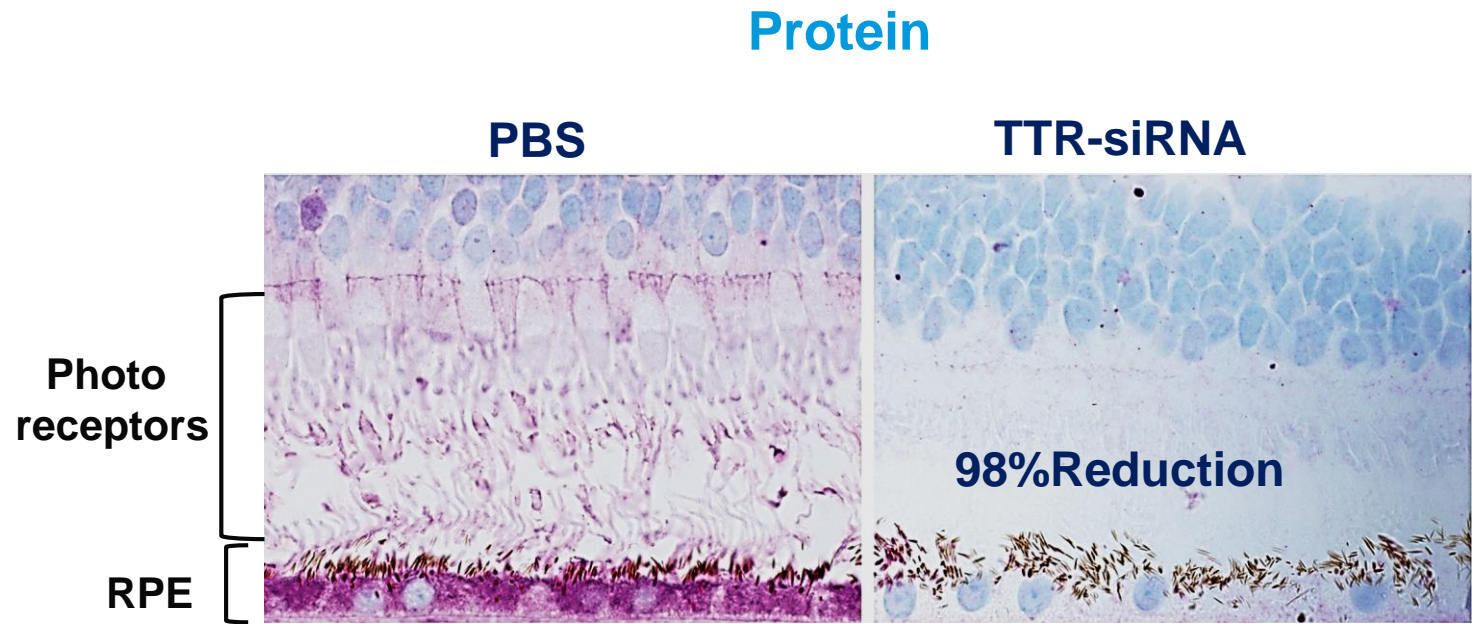 Protein
PBS
TTR-siRNA
Photo
receptors
98%Reduction
RPE